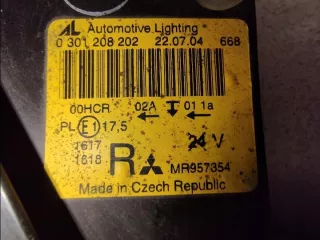 AL Automotive Lighting
0 301 208 202 22.07.04 668
00HCR 02A 01 1a
PL E1 17,5
1617
1618
24 V
R MR957354
Made in Czech Republic